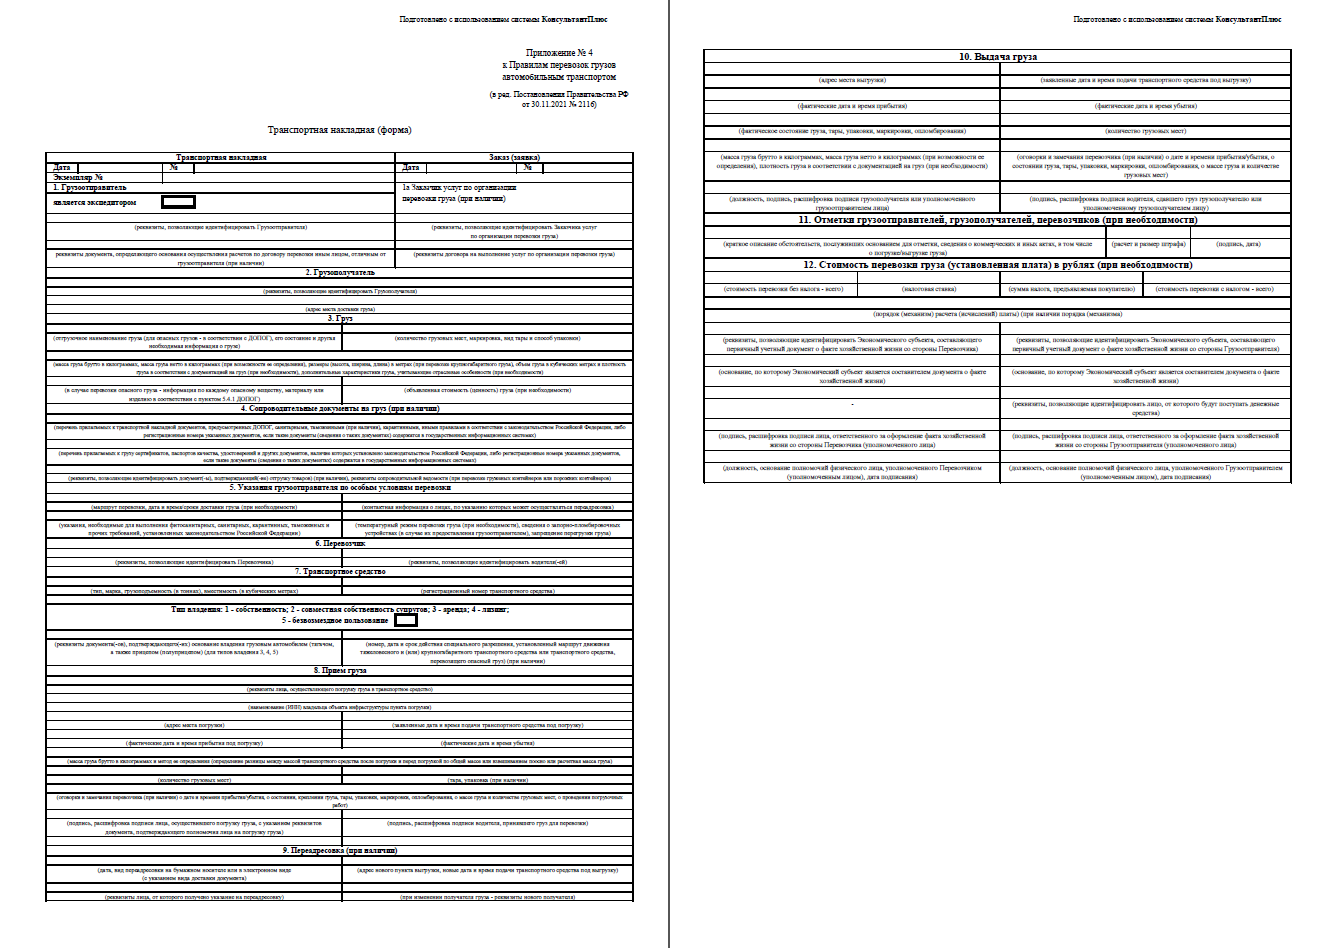 Подготовлено с использованием системы КонсультантПлюс
Приложение № 4
к Правилам перевозок грузов
автомобильным транспортом
(в ред. Постановления Правительства РФ
от 30.11.2021 № 2116)
Транспортная накладная (форма)
Транспортная накладная
Заказ (заявка)
Дата
№
Дата
№
Экземпляр №
1. Грузоотправитель
1а Заказчик услуг по организации
перевозки груза (при наличии)
является экспедитором
(реквизиты, позволяющие идентифицировать Грузоотправителя)
(реквизиты, позволяющие идентифицировать Заказчика услуг
по организации перевозки груза)
реквизиты документа, определяющего основания осуществления расчетов по договору перевозки иным лицом, отличным от
грузоотправителя (при наличии)
(реквизиты договора на выполнение услуг по организации перевозки груза)
2. Грузополучатель
(реквизиты, позволяющие идентифицировать Грузополучателя)
(адрес места доставки груза)
3. Груз
(отгрузочное наименование груза (для опасных грузов - в соответствии с ДОПОГ), его состояние и другая
необходимая информация о грузе)
(количество грузовых мест, маркировка, вид тары и способ упаковки)
(масса груза брутто в килограммах, масса груза нетто в килограммах (при возможности ее определения), размеры (высота, ширина, длина) в метрах (при перевозке крупногабаритного груза), объем груза в кубических метрах и плотность
груза в соответствии с документацией на груз (при необходимости), дополнительные характеристики груза, учитывающие отраслевые особенности (при необходимости)
(в случае перевозки опасного груза - информация по каждому опасному веществу, материалу или
изделию в соответствии с пунктом 5.4.1 ДОПОГ)
(объявленная стоимость (ценность) груза (при необходимости)
4. Сопроводительные документы на груз (при наличии)
(перечень прилагаемых к транспортной накладной документов, предусмотренных ДОПОГ, санитарными, таможенными (при наличии), карантинными, иными правилами в соответствии с законодательством Российской Федерации, либо
регистрационные номера указанных документов, если такие документы (сведения о таких документах) содержатся в государственных информационных системах)
(перечень прилагаемых к грузу сертификатов, паспортов качества, удостоверений и других документов, наличие которых установлено законодательством Российской Федерации, либо регистрационные номера указанных документов,
если такие документы (сведения о таких документах) содержатся в государственных информационных системах)
(реквизиты, позволяющие идентифицировать документ(-ы), подтверждающий(-ие) отгрузку товаров) (при наличии), реквизиты сопроводительной ведомости (при перевозке груженых контейнеров или порожних контейнеров)
5. Указания грузоотправителя по особым условиям перевозки
(маршрут перевозки, дата и время/сроки доставки груза (при необходимости)
(контактная информация о лицах, по указанию которых может осуществляться переадресовка)
(указания, необходимые для выполнения фитосанитарных, санитарных, карантинных, таможенных и
прочих требований, установленных законодательством Российской Федерации)
(температурный режим перевозки груза (при необходимости), сведения о запорно-пломбировочных
устройствах (в случае их предоставления грузоотправителем), запрещение перегрузки груза)
6. Перевозчик
(реквизиты, позволяющие идентифицировать Перевозчика)
(реквизиты, позволяющие идентифицировать водителя(-ей)
7. Транспортное средство
(тип, марка, грузоподъемность (в тоннах), вместимость (в кубических метрах)
(регистрационный номер транспортного средства)
Тип владения: 1 - собственность; 2 - совместная собственность супругов; 3 - аренда; 4 - лизинг;
5 - безвозмездное пользование
(реквизиты документа(-ов), подтверждающего(-их) основание владения грузовым автомобилем (тягачом,
а также прицепом (полуприцепом) (для типов владения 3, 4, 5)
(номер, дата и срок действия специального разрешения, установленный маршрут движения
тяжеловесного и (или) крупногабаритного транспортного средства или транспортного средства,
перевозящего опасный груз) (при наличии)
8. Прием груза
(реквизиты лица, осуществляющего погрузку груза в транспортное средство)
(наименование (ИНН) владельца объекта инфраструктуры пункта погрузки)
(адрес места погрузки)
(заявленные дата и время подачи транспортного средства под погрузку)
(фактические дата и время прибытия под погрузку)
(фактические дата и время убытия)
(масса груза брутто в килограммах и метод ее определения (определение разницы между массой транспортного средства после погрузки и перед погрузкой по общей массе или взвешиванием поосно или расчетная масса груза)
(количество грузовых мест)
(тара, упаковка (при наличии)
(оговорки и замечания перевозчика (при наличии) о дате и времени прибытия/убытия, о состоянии, креплении груза, тары, упаковки, маркировки, опломбирования, о массе груза и количестве грузовых мест, о проведении погрузочных
работ)
(подпись, расшифровка подписи лица, осуществившего погрузку груза, с указанием реквизитов
документа, подтверждающего полномочия лица на погрузку груза)
(подпись, расшифровка подписи водителя, принявшего груз для перевозки)
9. Переадресовка (при наличии)
(дата, вид переадресовки на бумажном носителе или в электронном виде
(с указанием вида доставки документа)
(адрес нового пункта выгрузки, новые дата и время подачи транспортного средства под выгрузку)
(реквизиты лица, от которого получено указание на переадресовку)
(при изменении получателя груза - реквизиты нового получателя)
Подготовлено с использованием системы КонсультантПлюс
10. Выдача груза
(адрес места выгрузки)
(заявленные дата и время подачи транспортного средства под выгрузку)
(фактические дата и время прибытия)
(фактические дата и время убытия)
(фактическое состояние груза, тары, упаковки, маркировки, опломбирования)
(количество грузовых мест)
(масса груза брутто в килограммах, масса груза нетто в килограммах (при возможности ее
определения), плотность груза в соответствии с документацией на груз (при необходимости)
(оговорки и замечания перевозчика (при наличии) о дате и времени прибытия/убытия, о
состоянии груза, тары, упаковки, маркировки, опломбирования, о массе груза и количестве
грузовых мест)
(должность, подпись, расшифровка подписи грузополучателя или уполномоченного
грузоотправителем лица)
(подпись, расшифровка подписи водителя, сдавшего груз грузополучателю или
уполномоченному грузополучателем лицу)
11. Отметки грузоотправителей, грузополучателей, перевозчиков (при необходимости)
(краткое описание обстоятельств, послуживших основанием для отметки, сведения о коммерческих и иных актах, в том числе
о погрузке/выгрузке груза)
(расчет и размер штрафа)
(подпись, дата)
12. Стоимость перевозки груза (установленная плата) в рублях (при необходимости)
(стоимость перевозки без налога - всего)
(налоговая ставка)
(сумма налога, предъявляемая покупателю)
(стоимость перевозки с налогом - всего)
(порядок (механизм) расчета (исчислений) платы) (при наличии порядка (механизма)
(реквизиты, позволяющие идентифицировать Экономического субъекта, составляющего
первичный учетный документ о факте хозяйственной жизни со стороны Перевозчика)
(реквизиты, позволяющие идентифицировать Экономического субъекта, составляющего
первичный учетный документ о факте хозяйственной жизни со стороны Грузоотправителя)
(основание, по которому Экономический субъект является составителем документа о факте
хозяйственной жизни)
(основание, по которому Экономический субъект является составителем документа о факте
хозяйственной жизни)
-
(реквизиты, позволяющие идентифицировать лицо, от которого будут поступать денежные
средства)
(подпись, расшифровка подписи лица, ответственного за оформление факта хозяйственной
жизни со стороны Перевозчика (уполномоченного лица)
(подпись, расшифровка подписи лица, ответственного за оформление факта хозяйственной
жизни со стороны Грузоотправителя (уполномоченного лица)
(должность, основание полномочий физического лица, уполномоченного Перевозчиком
(уполномоченным лицом), дата подписания)
(должность, основание полномочий физического лица, уполномоченного Грузоотправителем
(уполномоченным лицом), дата подписания)